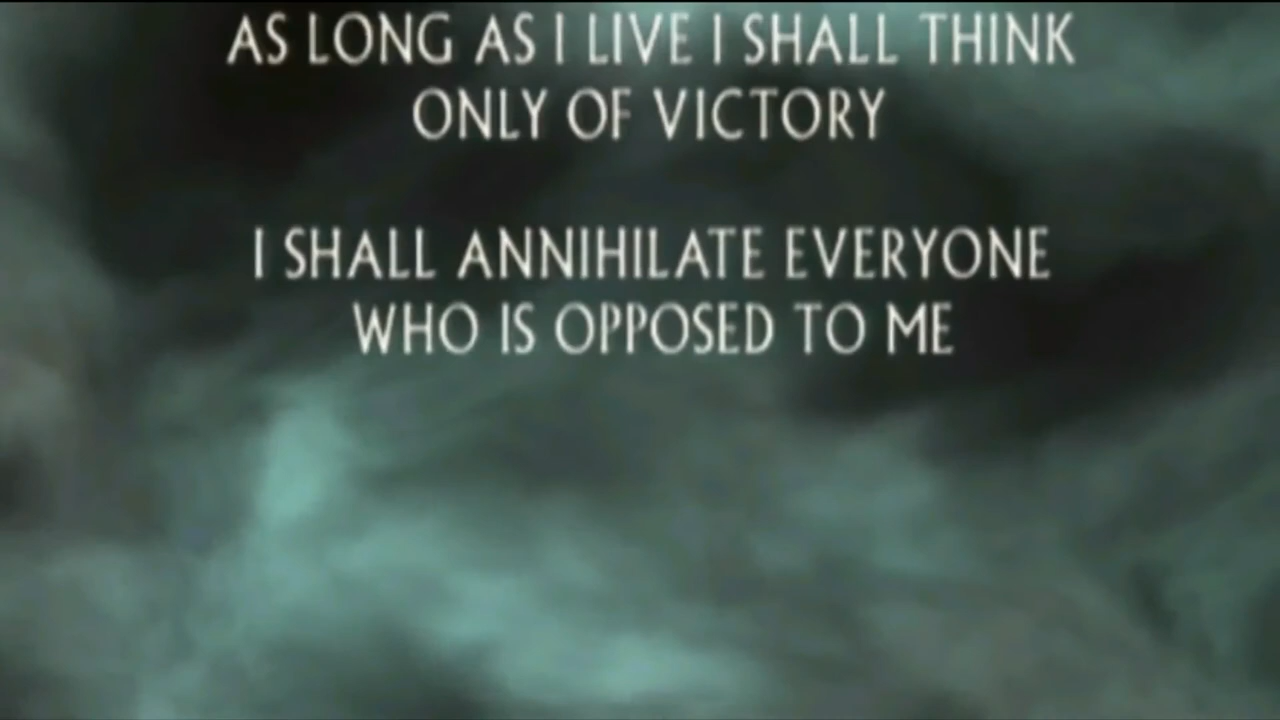 AS LONG AS I LIVE I SHALL THINK
ONLY OF VICTORY
I SHALL ANNIHILATE EVERYONE
WHO IS OPPOSED TO ME